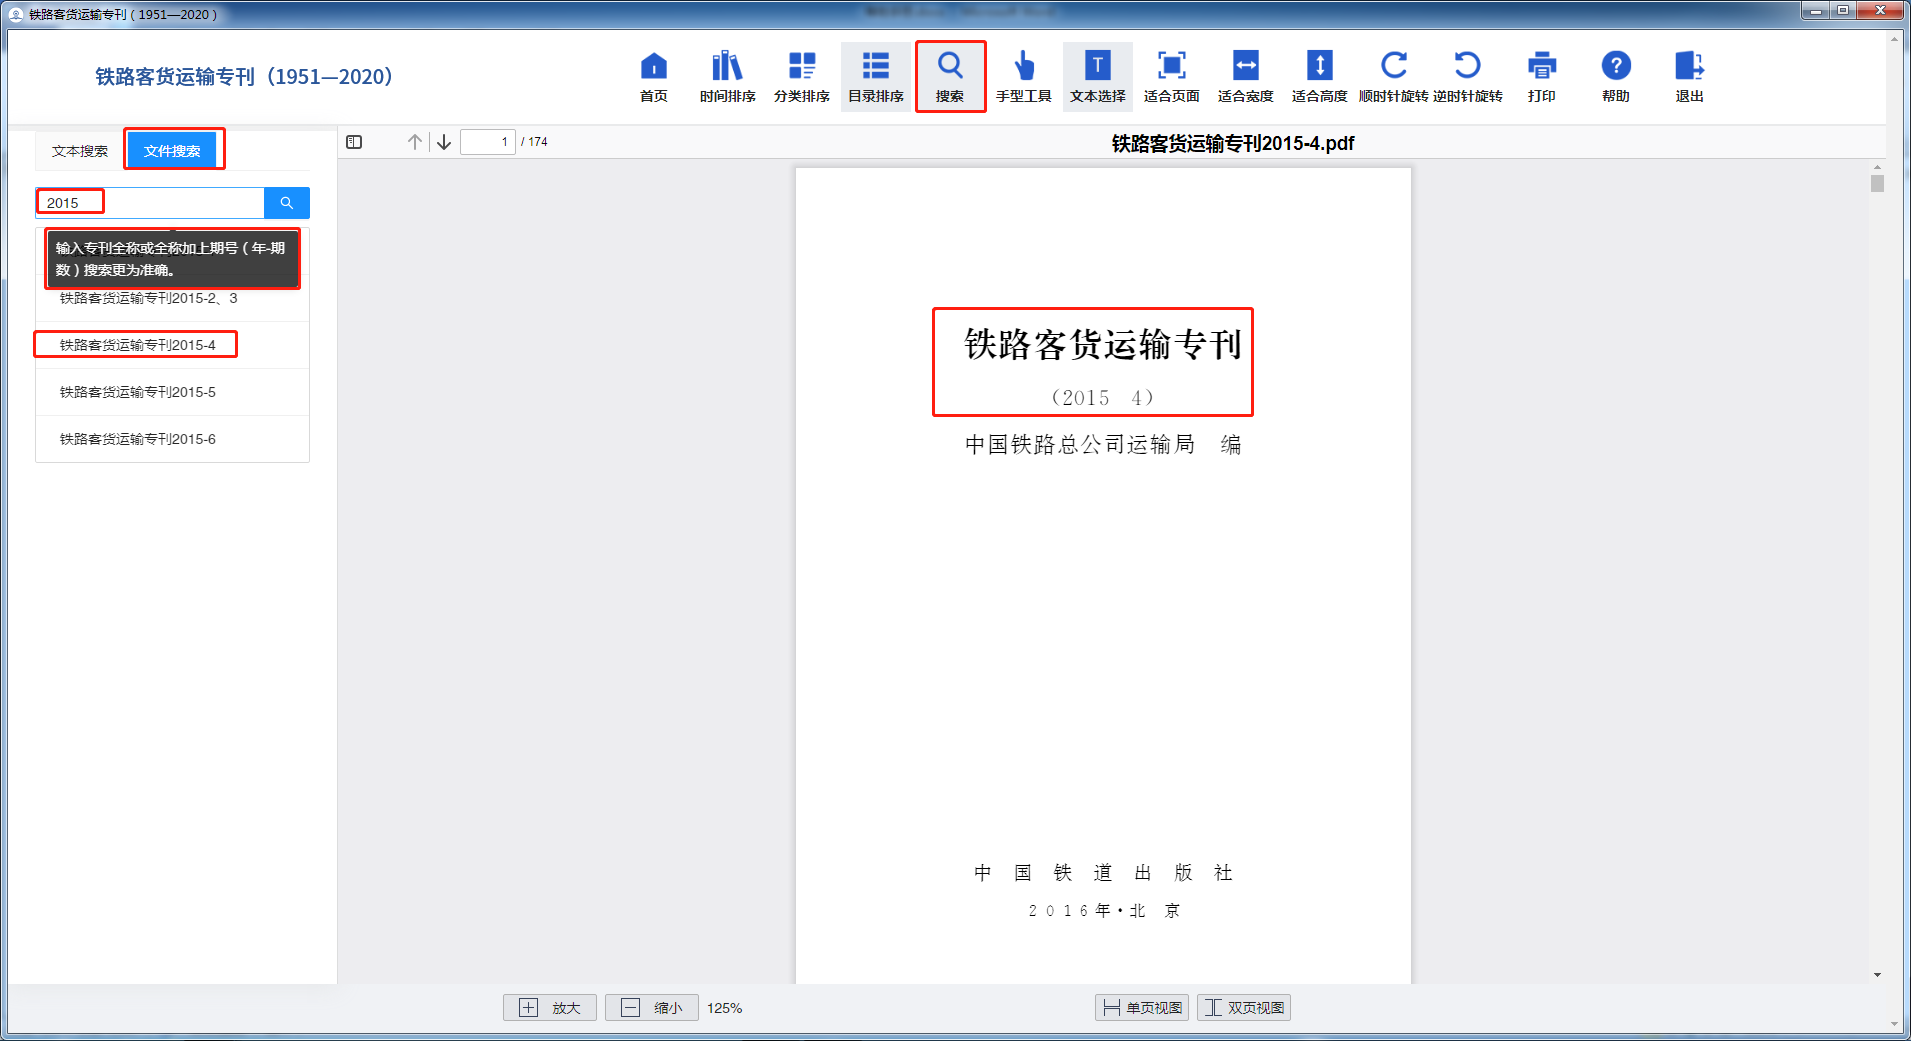 铁路客货运输专刊（1951—2020）
铁路客货运输专刊（1951—2020）
首页
时间排序
分类排序
目录排序
搜索
手型工具
文本选择
适合页面
适合宽度
适合高度
顺时针旋转
逆时针旋转
打印
帮助
退出
文本搜索
文件搜索
1
/ 174
铁路客货运输专刊2015-4.pdf
2015
输入专刊全称或全称加上期号（年-期
数）搜索更为准确。
铁路客货运输专刊2015-2、3
铁路客货运输专刊2015-4
铁路客货运输专刊2015-5
铁路客货运输专刊2015-6
铁路客货运输专刊
（2015　4）
中国铁路总公司运输局　编
中 国 铁 道 出 版 社
2016年·北 京
放大
缩小
125%
单页视图
双页视图